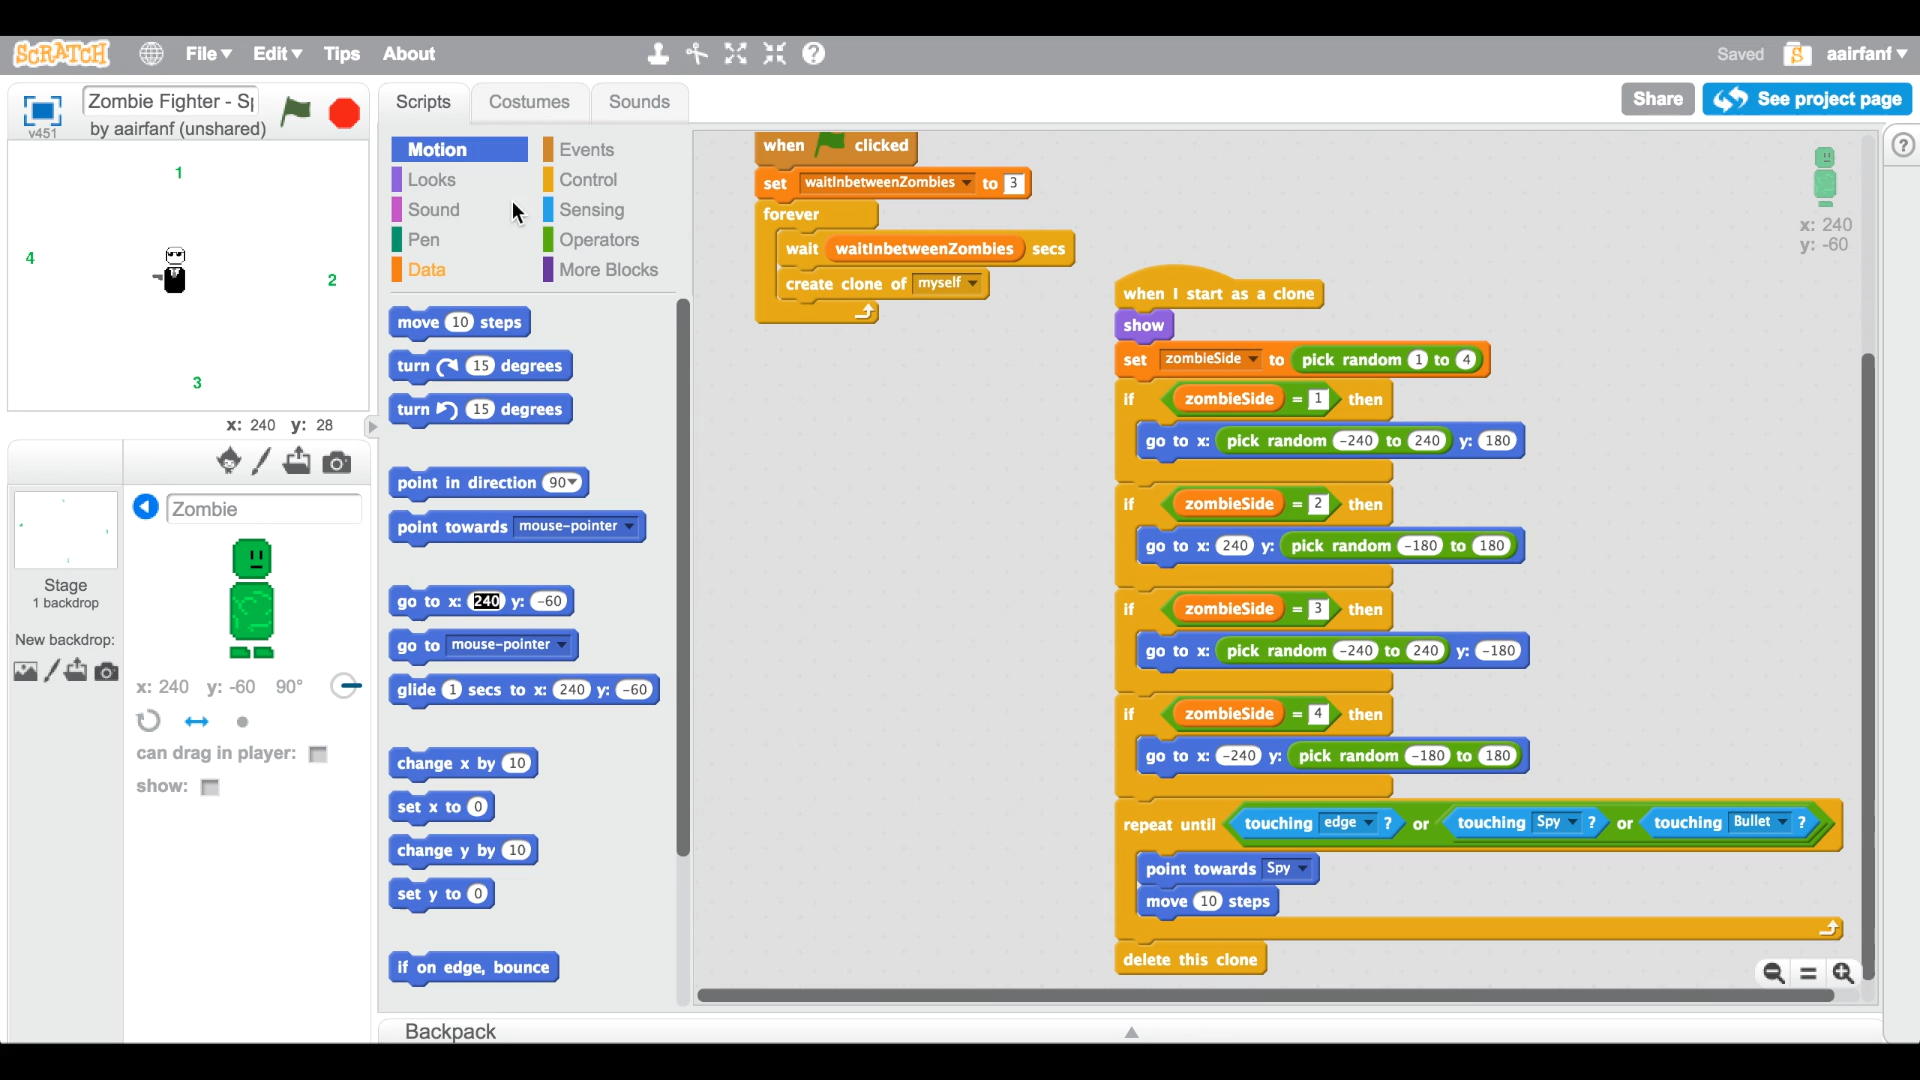 SCRATCH File Edit Tips About Saved aairfanf
Zombie Fighter - Sp
v451 by aairfanf (unshared)
Scripts Costumes Sounds
Share See project page
1
2
3
4
x: 240 y: 28
Zombie
Stage
1 backdrop
New backdrop:
x: 240 y: -60 90°
can drag in player:
show:
Motion Events
Looks Control
Sound Sensing
Pen Operators
Data More Blocks
move 10 steps
turn 15 degrees
turn 15 degrees
point in direction 90
point towards mouse-pointer
go to x: 240 y: -60
go to mouse-pointer
glide 1 secs to x: 240 y: -60
change x by 10
set x to 0
change y by 10
set y to 0
if on edge, bounce
when clicked
set waitInbetweenZombies to 3
forever
wait waitInbetweenZombies secs
create clone of myself
x: 240
y: -60
when I start as a clone
show
set zombieSide to pick random 1 to 4
if zombieSide = 1 then
go to x: pick random -240 to 240 y: 180
if zombieSide = 2 then
go to x: 240 y: pick random -180 to 180
if zombieSide = 3 then
go to x: pick random -240 to 240 y: -180
if zombieSide = 4 then
go to x: -240 y: pick random -180 to 180
repeat until touching edge ? or touching Spy ? or touching Bullet ?
point towards Spy
move 10 steps
delete this clone
Backpack